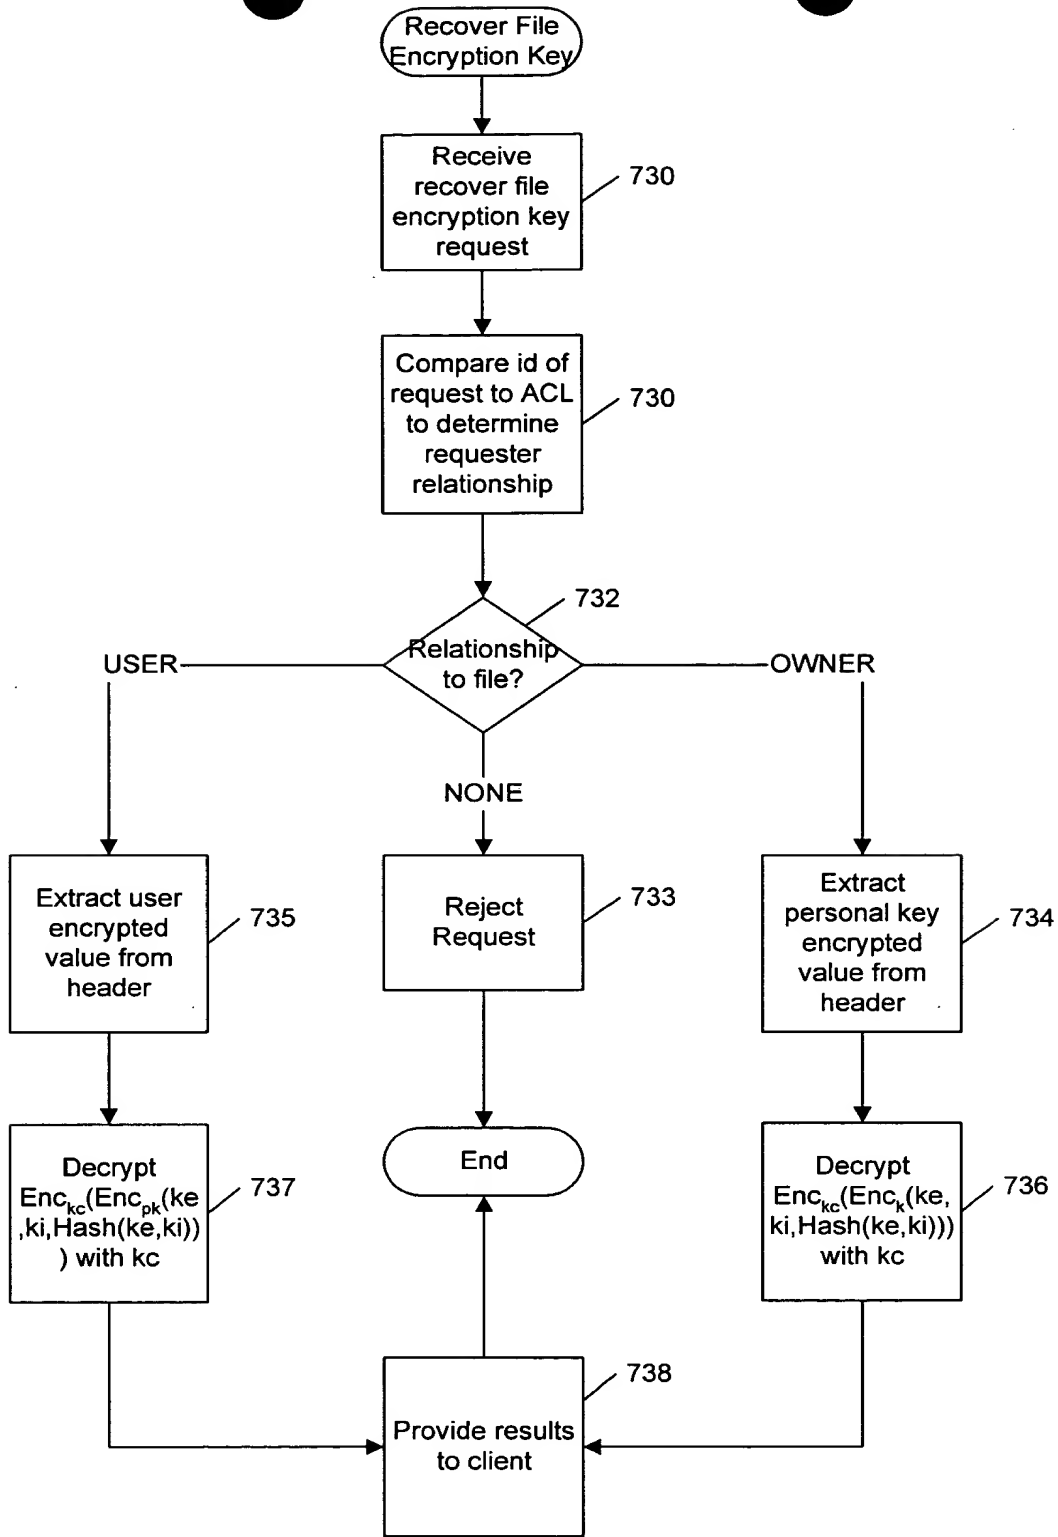 Recover File
Encryption Key
Receive
recover file
encryption key
request
730
Compare id of
request to ACL
to determine
requester
relationship
730
732
Relationship
to file?
USER
OWNER
NONE
Extract user
encrypted
value from
header
735
Reject
Request
733
Extract
personal key
encrypted
value from
header
734
Decrypt
Enckc(Encpk(ke
,ki,Hash(ke,ki))
) with kc
737
End
Decrypt
Enckc(Enck(ke,
ki,Hash(ke,ki)))
with kc
736
738
Provide results
to client